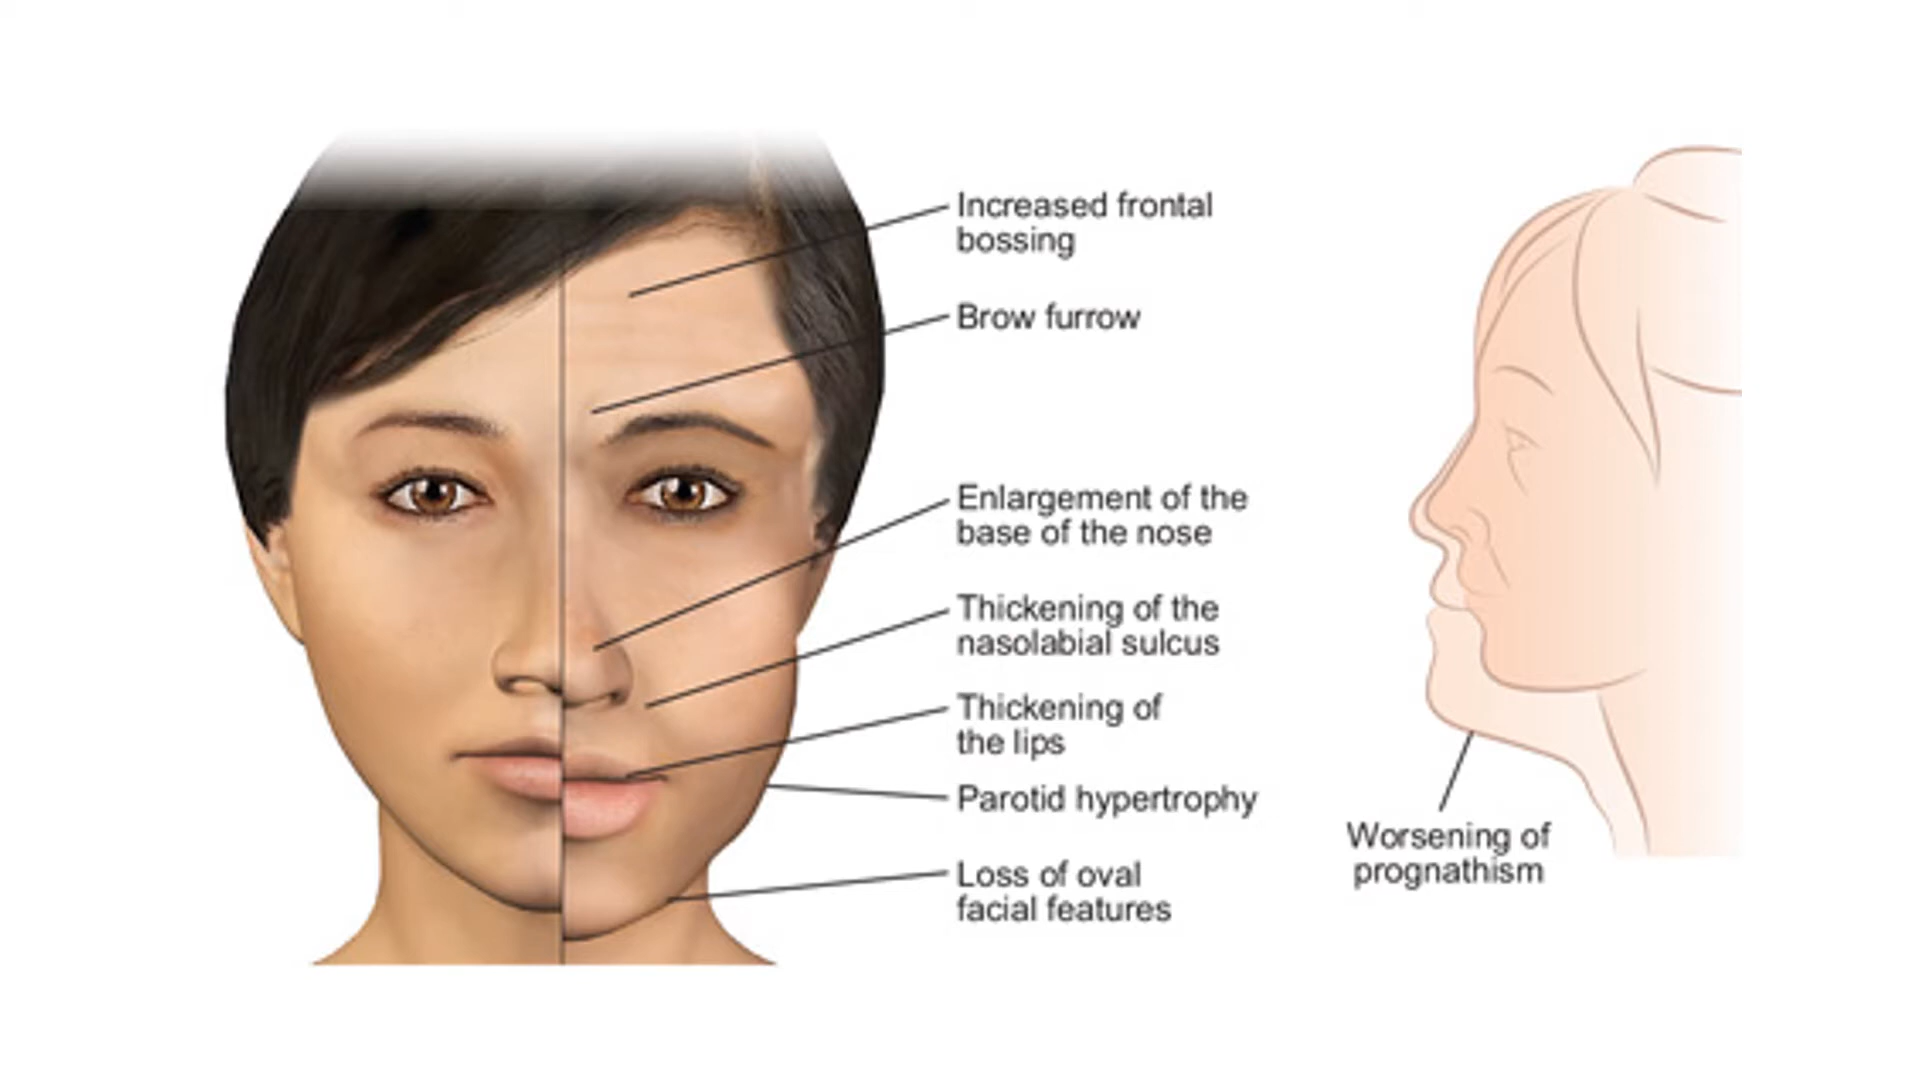 Increased frontal
bossing
Brow furrow
Enlargement of the
base of the nose
Thickening of the
nasolabial sulcus
Thickening of
the lips
Parotid hypertrophy
Loss of oval
facial features
Worsening of
prognathism